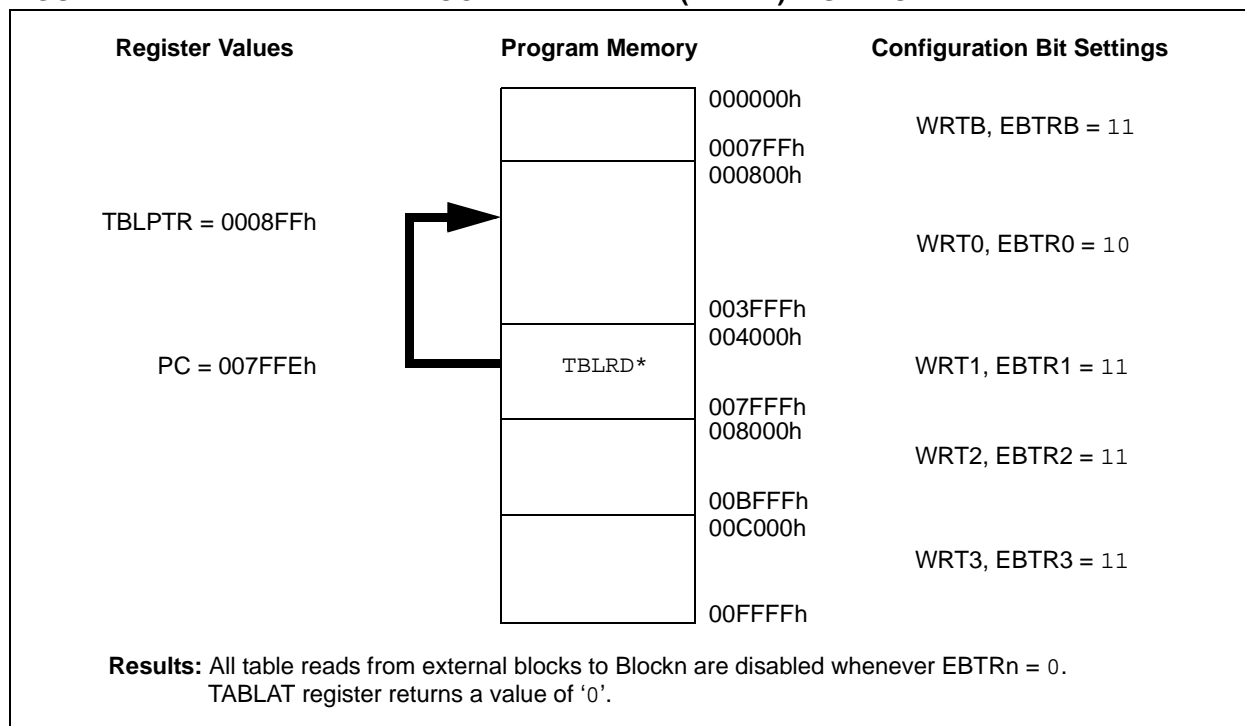 Register Values Program Memory Configuration Bit Settings
000000h
WRTB, EBTRB = 11
0007FFh
000800h
TBLPTR = 0008FFh
WRT0, EBTR0 = 10
003FFFh
004000h
PC = 007FFEh TBLRD* WRT1, EBTR1 = 11
007FFFh
008000h
WRT2, EBTR2 = 11
00BFFFh
00C000h
WRT3, EBTR3 = 11
00FFFFh
Results: All table reads from external blocks to Blockn are disabled whenever EBTRn = 0.
TABLAT register returns a value of ‘0’.